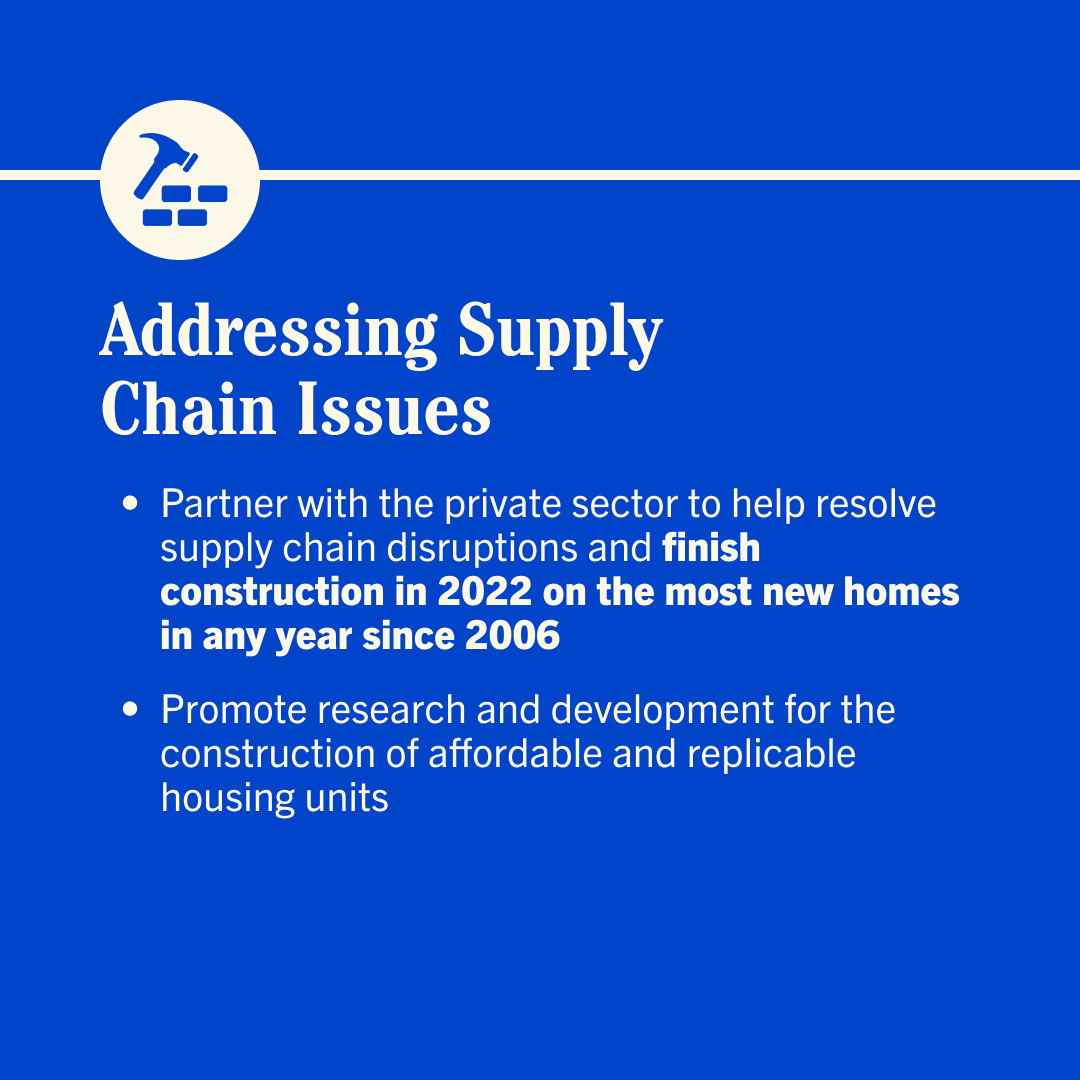 Addressing Supply
Chain Issues
• Partner with the private sector to help resolve
supply chain disruptions and finish
construction in 2022 on the most new homes
in any year since 2006
• Promote research and development for the
construction of affordable and replicable
housing units